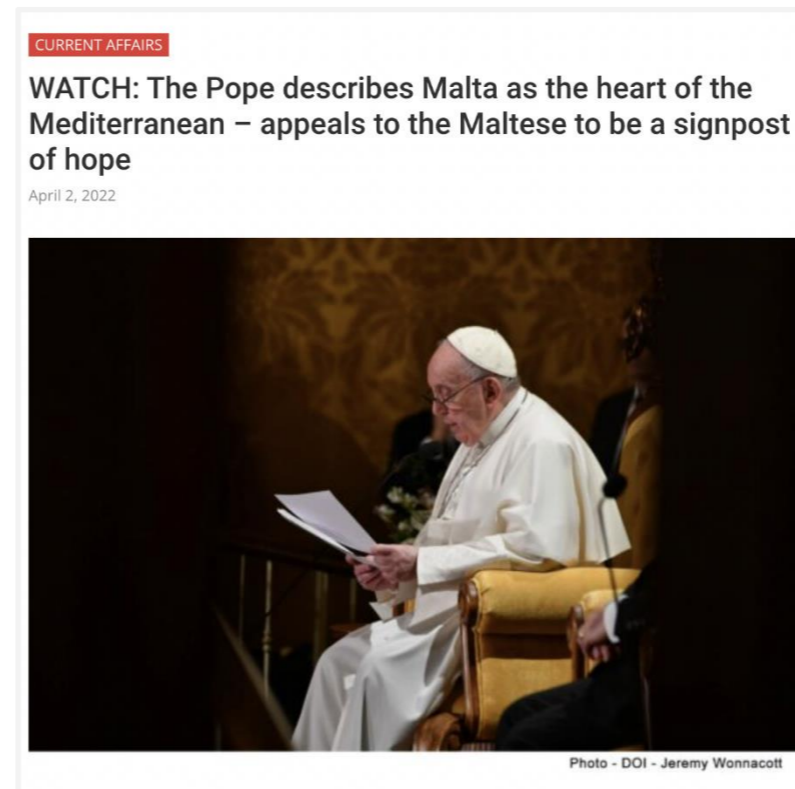 CURRENT AFFAIRS
WATCH: The Pope describes Malta as the heart of the
Mediterranean – appeals to the Maltese to be a signpost
of hope
April 2, 2022
Photo - DOI - Jeremy Wonnacott